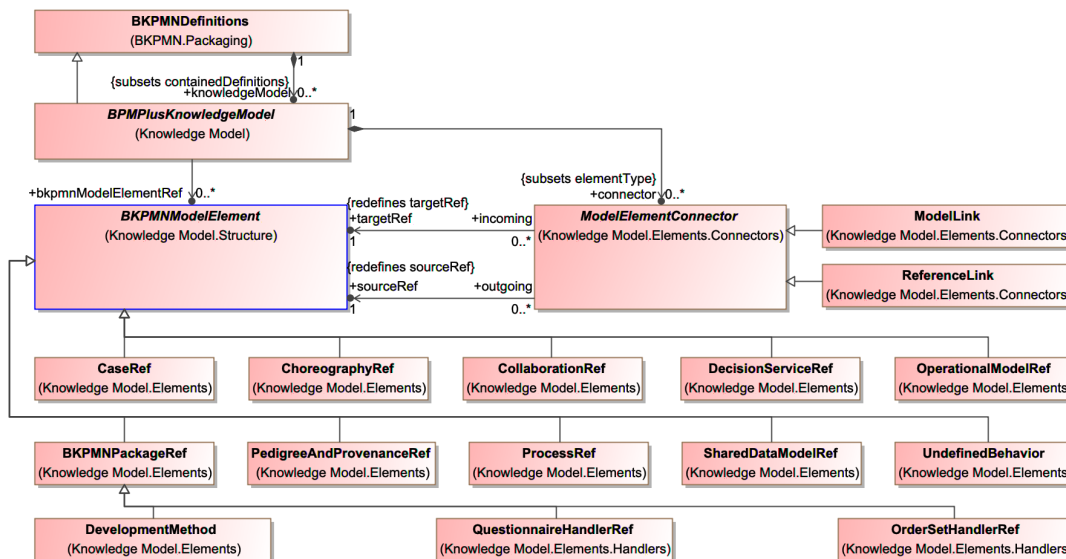 BKPMNDefinitions
(BKPMN.Packaging)
1
{subsets containedDefinitions}
+knowledgeModel 0..*
BPMPlusKnowledgeModel
(Knowledge Model)
1
{subsets elementType}
+connector 0..*
+bkpmnModelElementRef 0..*
BKPMNModelElement
(Knowledge Model.Structure)
{redefines targetRef}
+targetRef +incoming
1 0..*
{redefines sourceRef}
+sourceRef +outgoing
1 0..*
ModelElementConnector
(Knowledge Model.Elements.Connectors)
ModelLink
(Knowledge Model.Elements.Connectors)
ReferenceLink
(Knowledge Model.Elements.Connectors)
CaseRef
(Knowledge Model.Elements)
ChoreographyRef
(Knowledge Model.Elements)
CollaborationRef
(Knowledge Model.Elements)
DecisionServiceRef
(Knowledge Model.Elements)
OperationalModelRef
(Knowledge Model.Elements)
BKPMNPackageRef
(Knowledge Model.Elements)
PedigreeAndProvenanceRef
(Knowledge Model.Elements)
ProcessRef
(Knowledge Model.Elements)
SharedDataModelRef
(Knowledge Model.Elements)
UndefinedBehavior
(Knowledge Model.Elements)
DevelopmentMethod
(Knowledge Model.Elements)
QuestionnaireHandlerRef
(Knowledge Model.Elements.Handlers)
OrderSetHandlerRef
(Knowledge Model.Elements.Handlers)